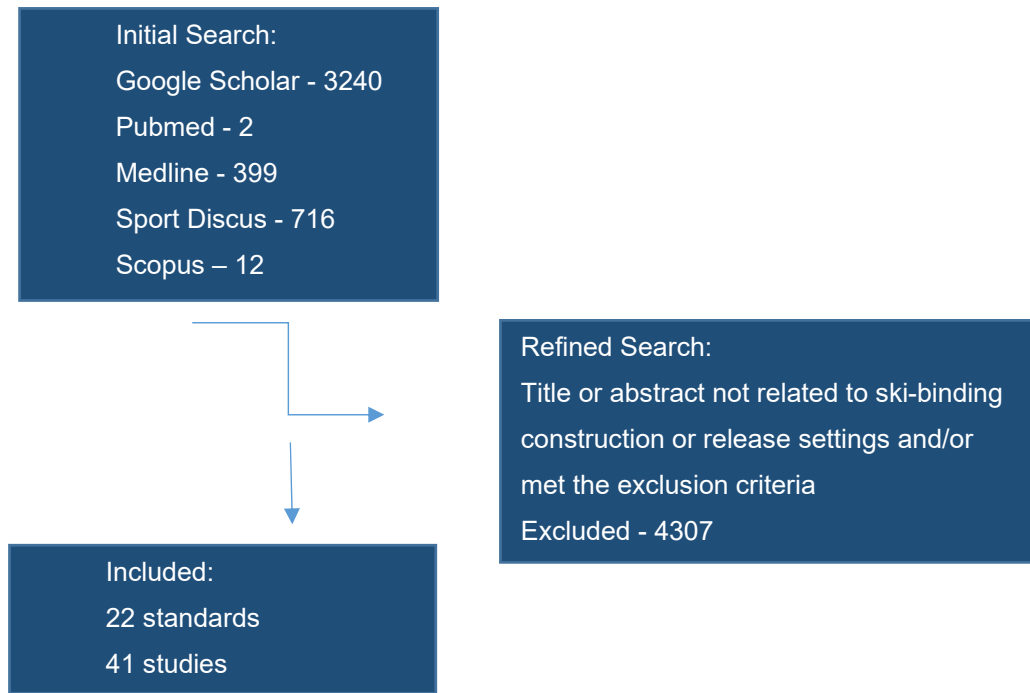 Initial Search:
Google Scholar - 3240
Pubmed - 2
Medline - 399
Sport Discus - 716
Scopus – 12
Refined Search:
Title or abstract not related to ski-binding
construction or release settings and/or
met the exclusion criteria
Excluded - 4307
Included:
22 standards
41 studies